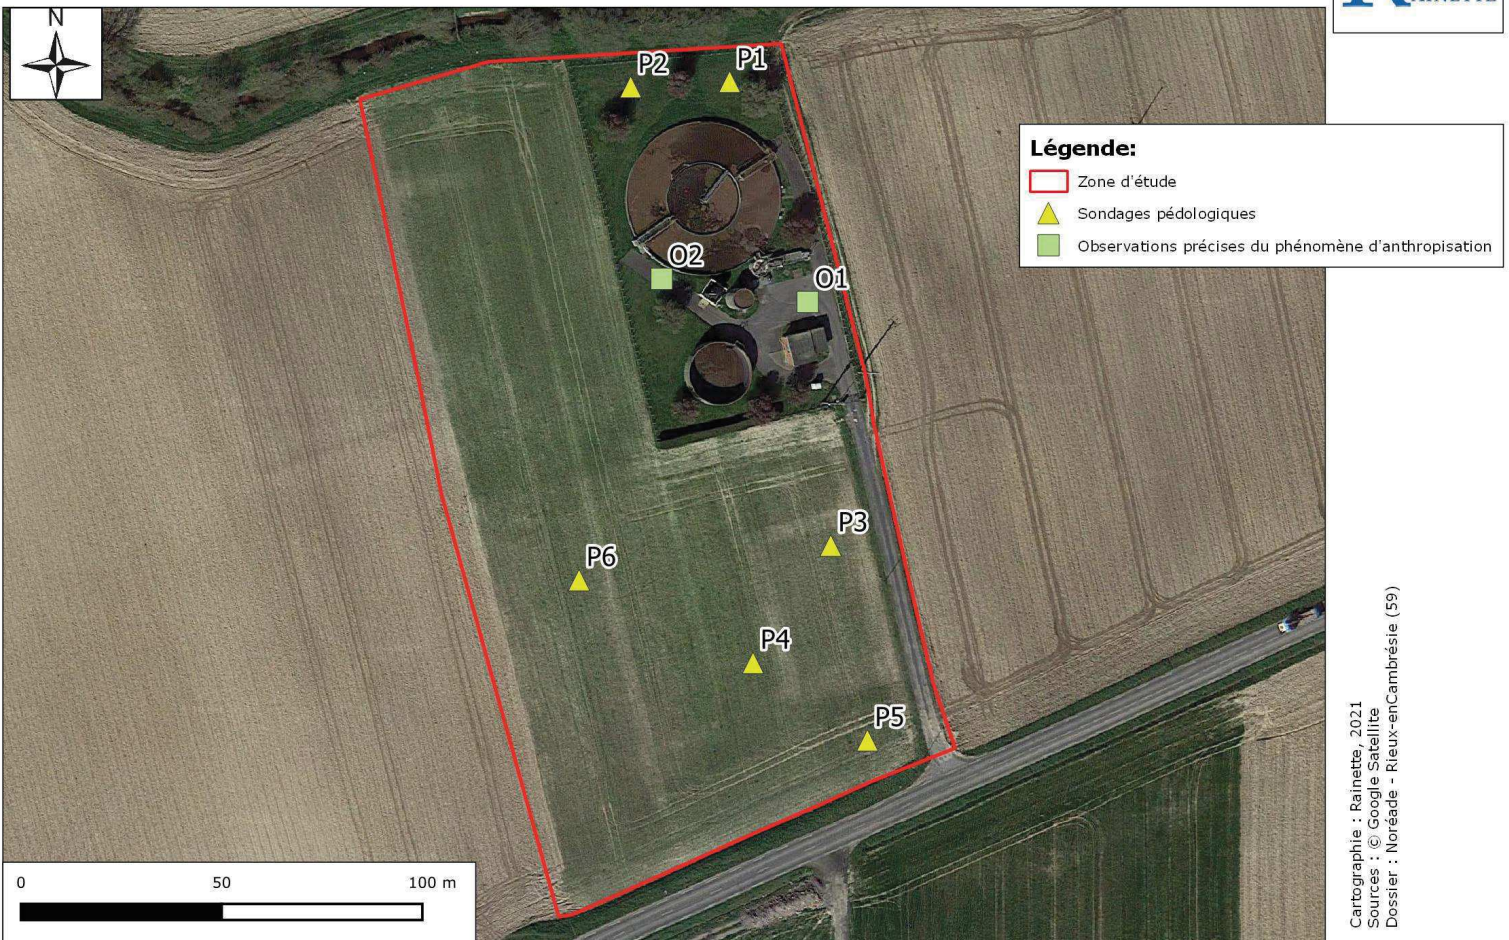 N
P2
P1
O2
O1
P3
P6
P4
P5
Légende:
Zone d'étude
Sondages pédologiques
Observations précises du phénomène d'anthropisation
0 50 100 m
Cartographie : Rainette, 2021
Sources : © Google Satellite
Dossier : Noréade - Rieux-enCambrésie (59)